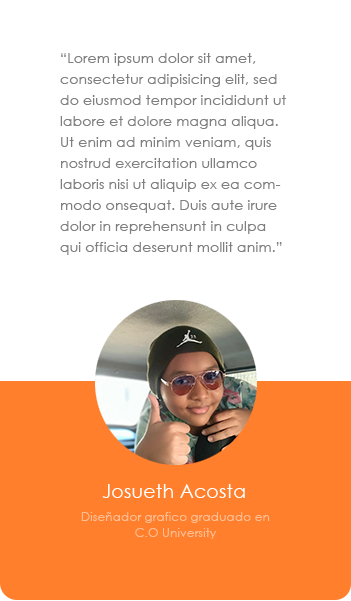 “Lorem ipsum dolor sit amet,
consectetur adipisicing elit, sed
do eiusmod tempor incididunt ut
labore et dolore magna aliqua.
Ut enim ad minim veniam, quis
nostrud exercitation ullamco
laboris nisi ut aliquip ex ea com-
modo onsequat. Duis aute irure
dolor in reprehensunt in culpa
qui officia deserunt mollit anim.”
Josueth Acosta
Diseñador grafico graduado en
C.O University